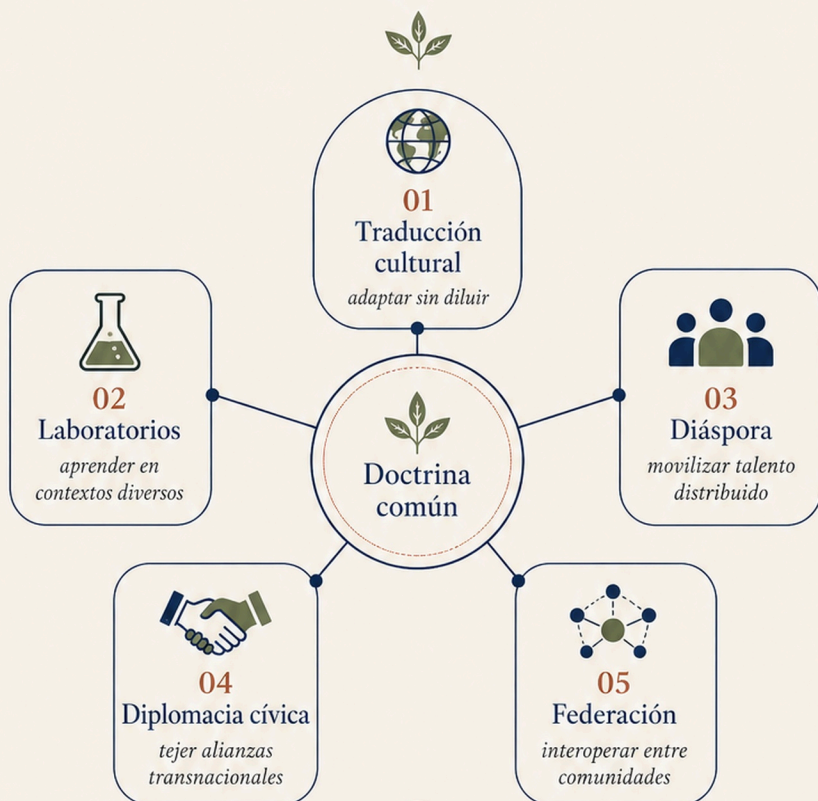 01
Traducción
cultural
adaptar sin diluir
02
Laboratorios
aprender en
contextos diversos
03
Diáspora
movilizar talento
distribuido
Doctrina
común
04
Diplomacia cívica
tejer alianzas
transnacionales
05
Federación
interoperar entre
comunidades